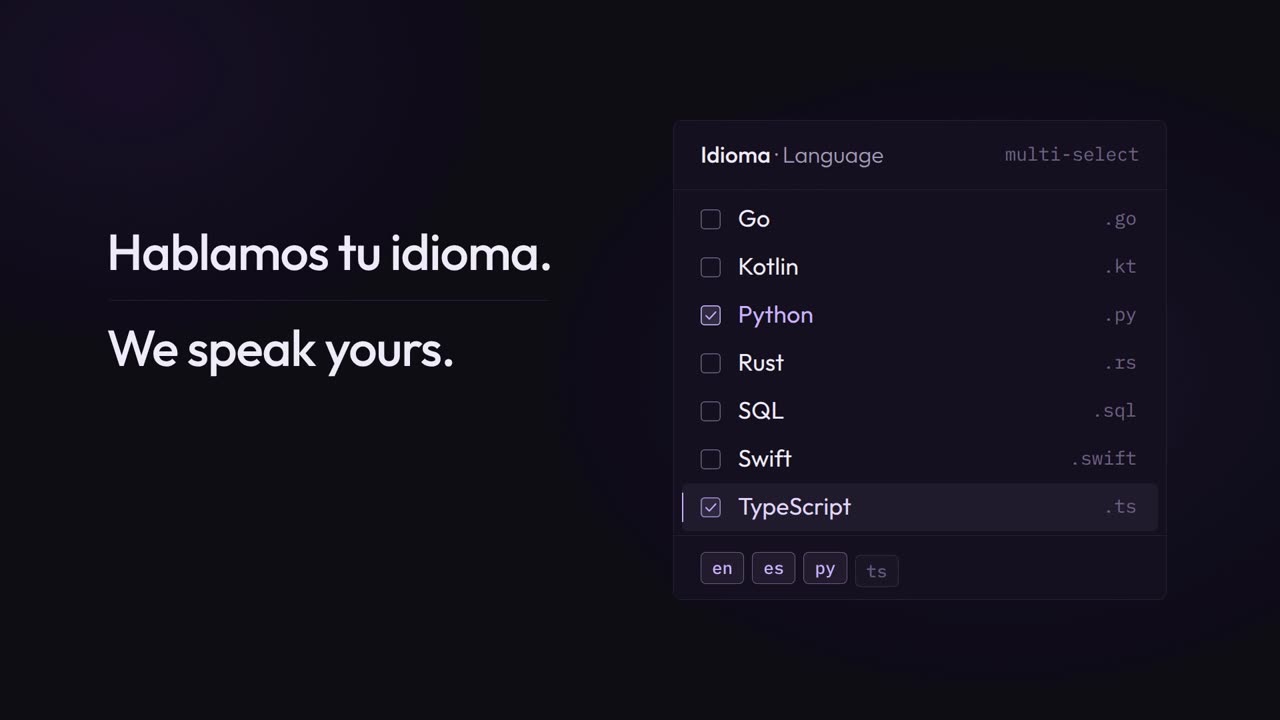 Hablamos tu idioma.
We speak yours.
Idioma · Language multi-select
Go .go
Kotlin .kt
Python .py
Rust .rs
SQL .sql
Swift .swift
TypeScript .ts
en es py ts